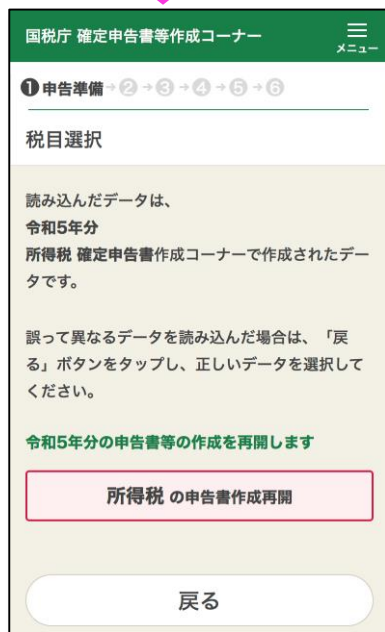 国税庁 確定申告書等作成コーナー
メニュー
1 申告準備→2→3→4→5→6
税目選択
読み込んだデータは、
令和5年分
所得税 確定申告書作成コーナーで作成されたデー
タです。
誤って異なるデータを読み込んだ場合は、「戻
る」ボタンをタップし、正しいデータを選択して
ください。
令和5年分の申告書等の作成を再開します
所得税 の申告書作成再開
戻る